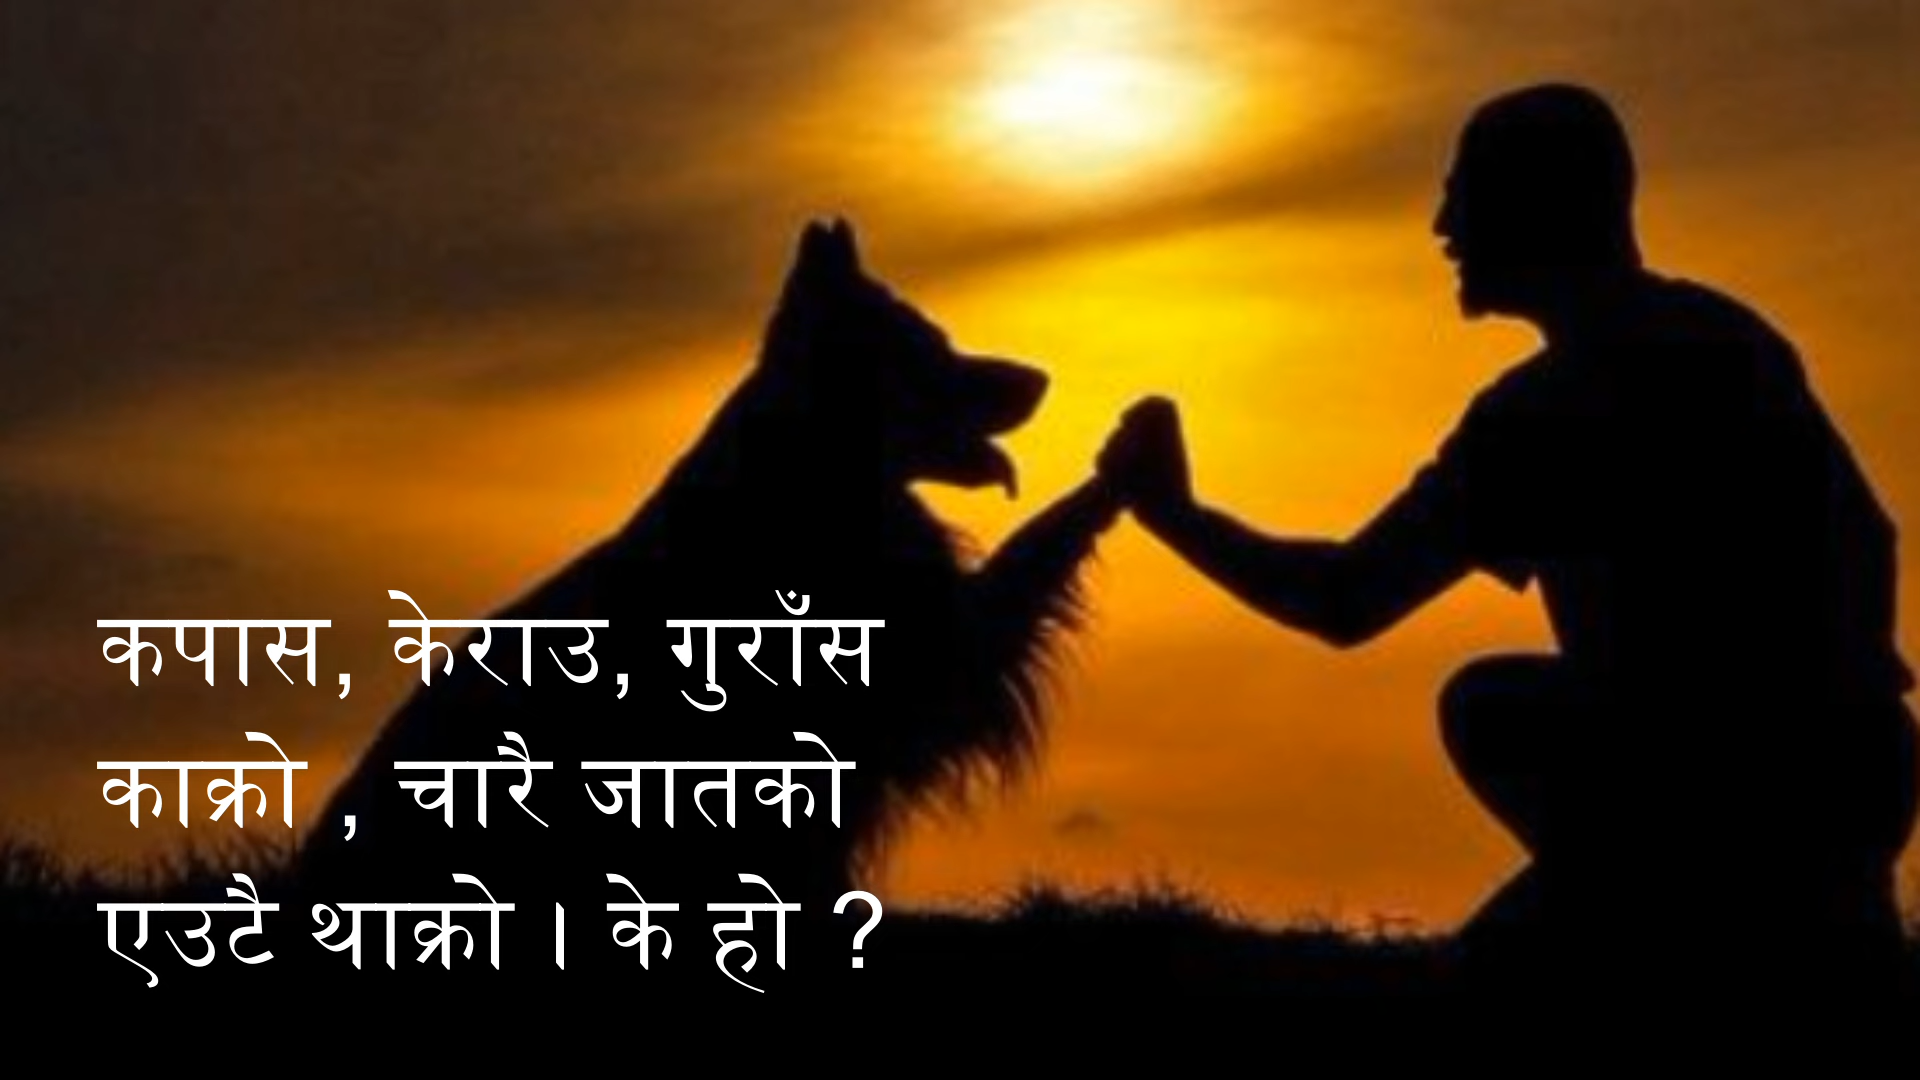 कपास, केराउ, गुराँस
काक्रो , चारै जातको
एउटै थाक्रो । के हो ?